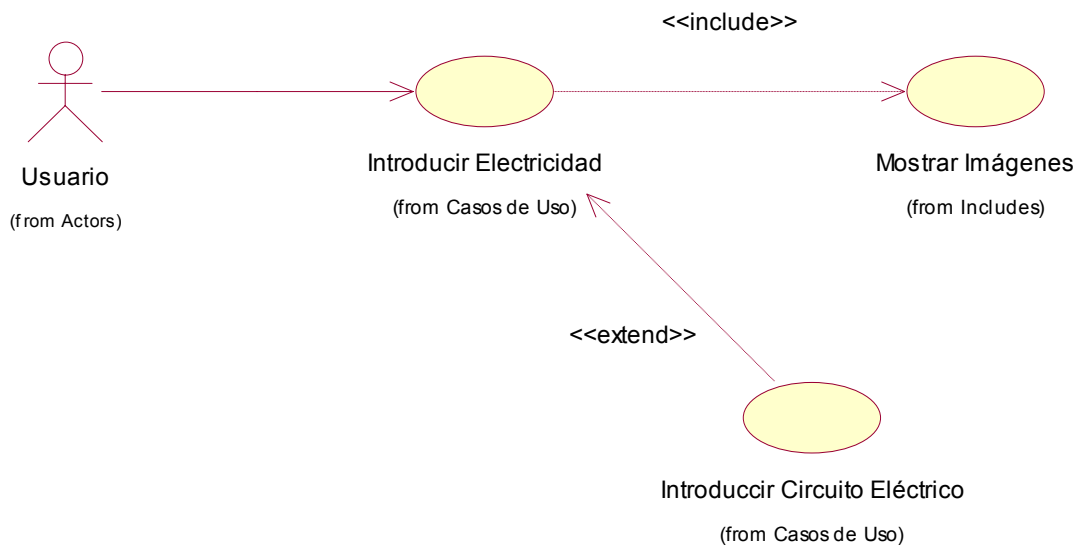 <<include>>
Usuario
(from Actors)
Introducir Electricidad
(from Casos de Uso)
Mostrar Imágenes
(from Includes)
<<extend>>
Introduccir Circuito Eléctrico
(from Casos de Uso)